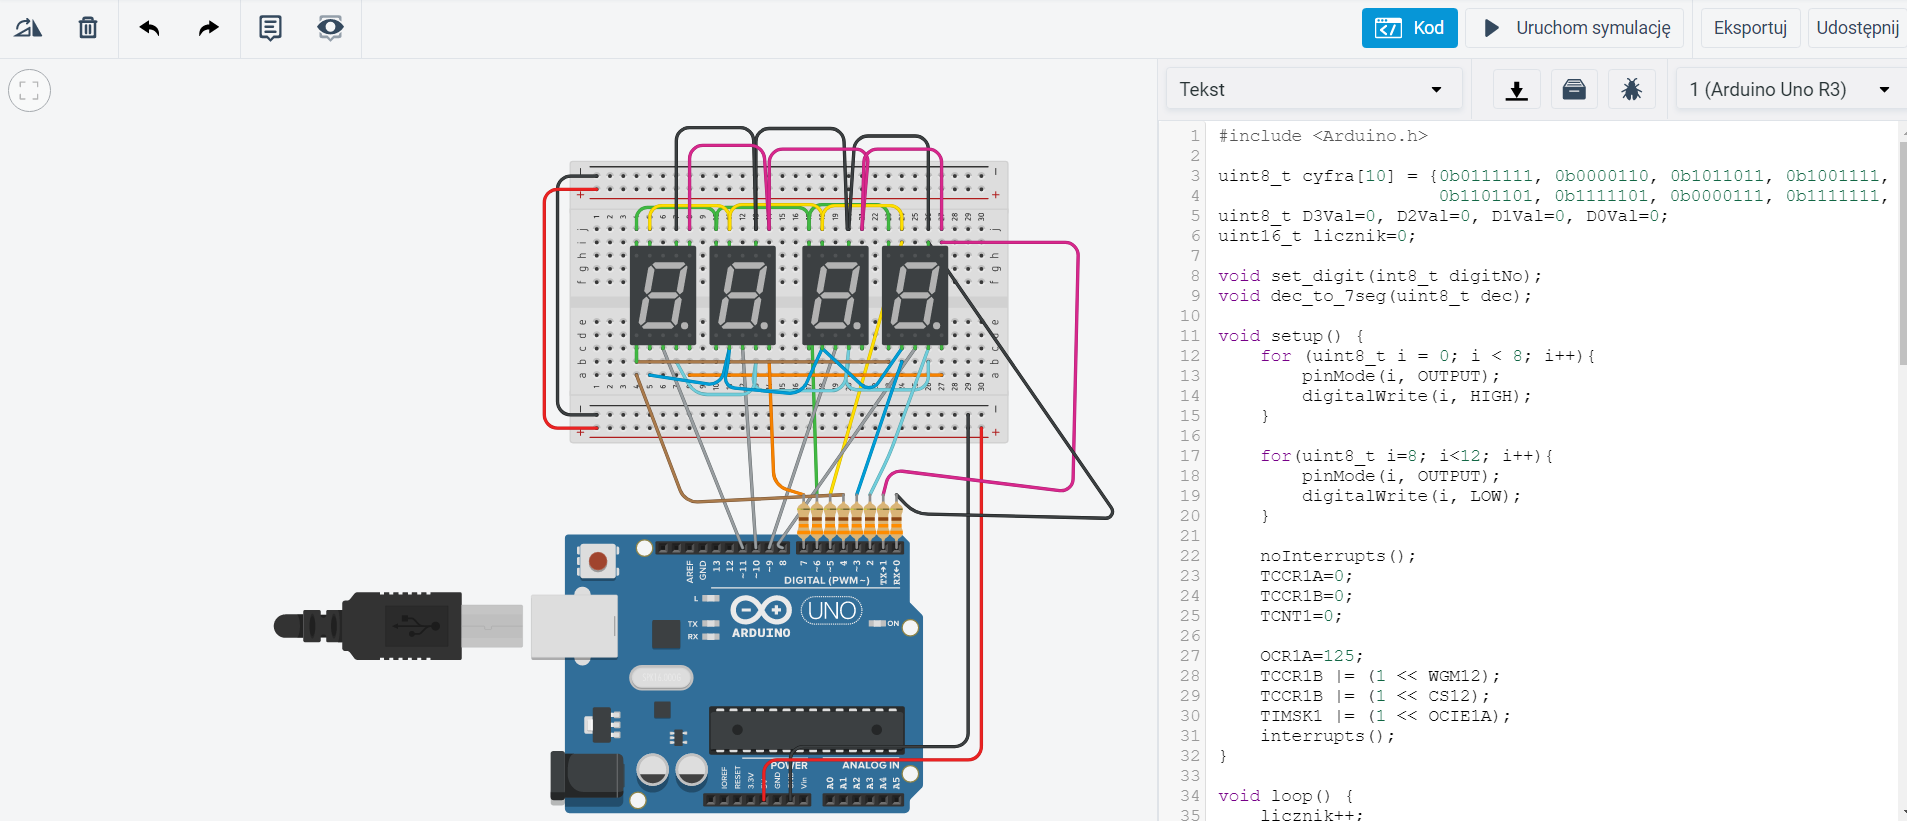 Kod
Uruchom symulację
Eksportuj
Udostępnij
Tekst
1 (Arduino Uno R3)
1 #include <Arduino.h>
2
3 uint8_t cyfra[10] = {0b0111111, 0b0000110, 0b1011011, 0b1001111,
4 0b1101101, 0b1111101, 0b0000111, 0b1111111,
5 uint8_t D3Val=0, D2Val=0, D1Val=0, D0Val=0;
6 uint16_t licznik=0;
7
8 void set_digit(int8_t digitNo);
9 void dec_to_7seg(uint8_t dec);
10
11 void setup() {
12 for (uint8_t i = 0; i < 8; i++){
13 pinMode(i, OUTPUT);
14 digitalWrite(i, HIGH);
15 }
16
17 for(uint8_t i=8; i<12; i++){
18 pinMode(i, OUTPUT);
19 digitalWrite(i, LOW);
20 }
21
22 noInterrupts();
23 TCCR1A=0;
24 TCCR1B=0;
25 TCNT1=0;
26
27 OCR1A=125;
28 TCCR1B |= (1 << WGM12);
29 TCCR1B |= (1 << CS12);
30 TIMSK1 |= (1 << OCIE1A);
31 interrupts();
32 }
33
34 void loop() {
35 licznik++;
AREF GND 13 12 ~11 ~10 ~9 8 7 ~6 ~5 4 ~3 2 TX→1 RX←0
DIGITAL (PWM~)
L
TX
RX
ARDUINO
UNO
ON
POWER
ANALOG IN
IOREF RESET 3.3V GND Vin A0 A1 A2 A3 A4 A5